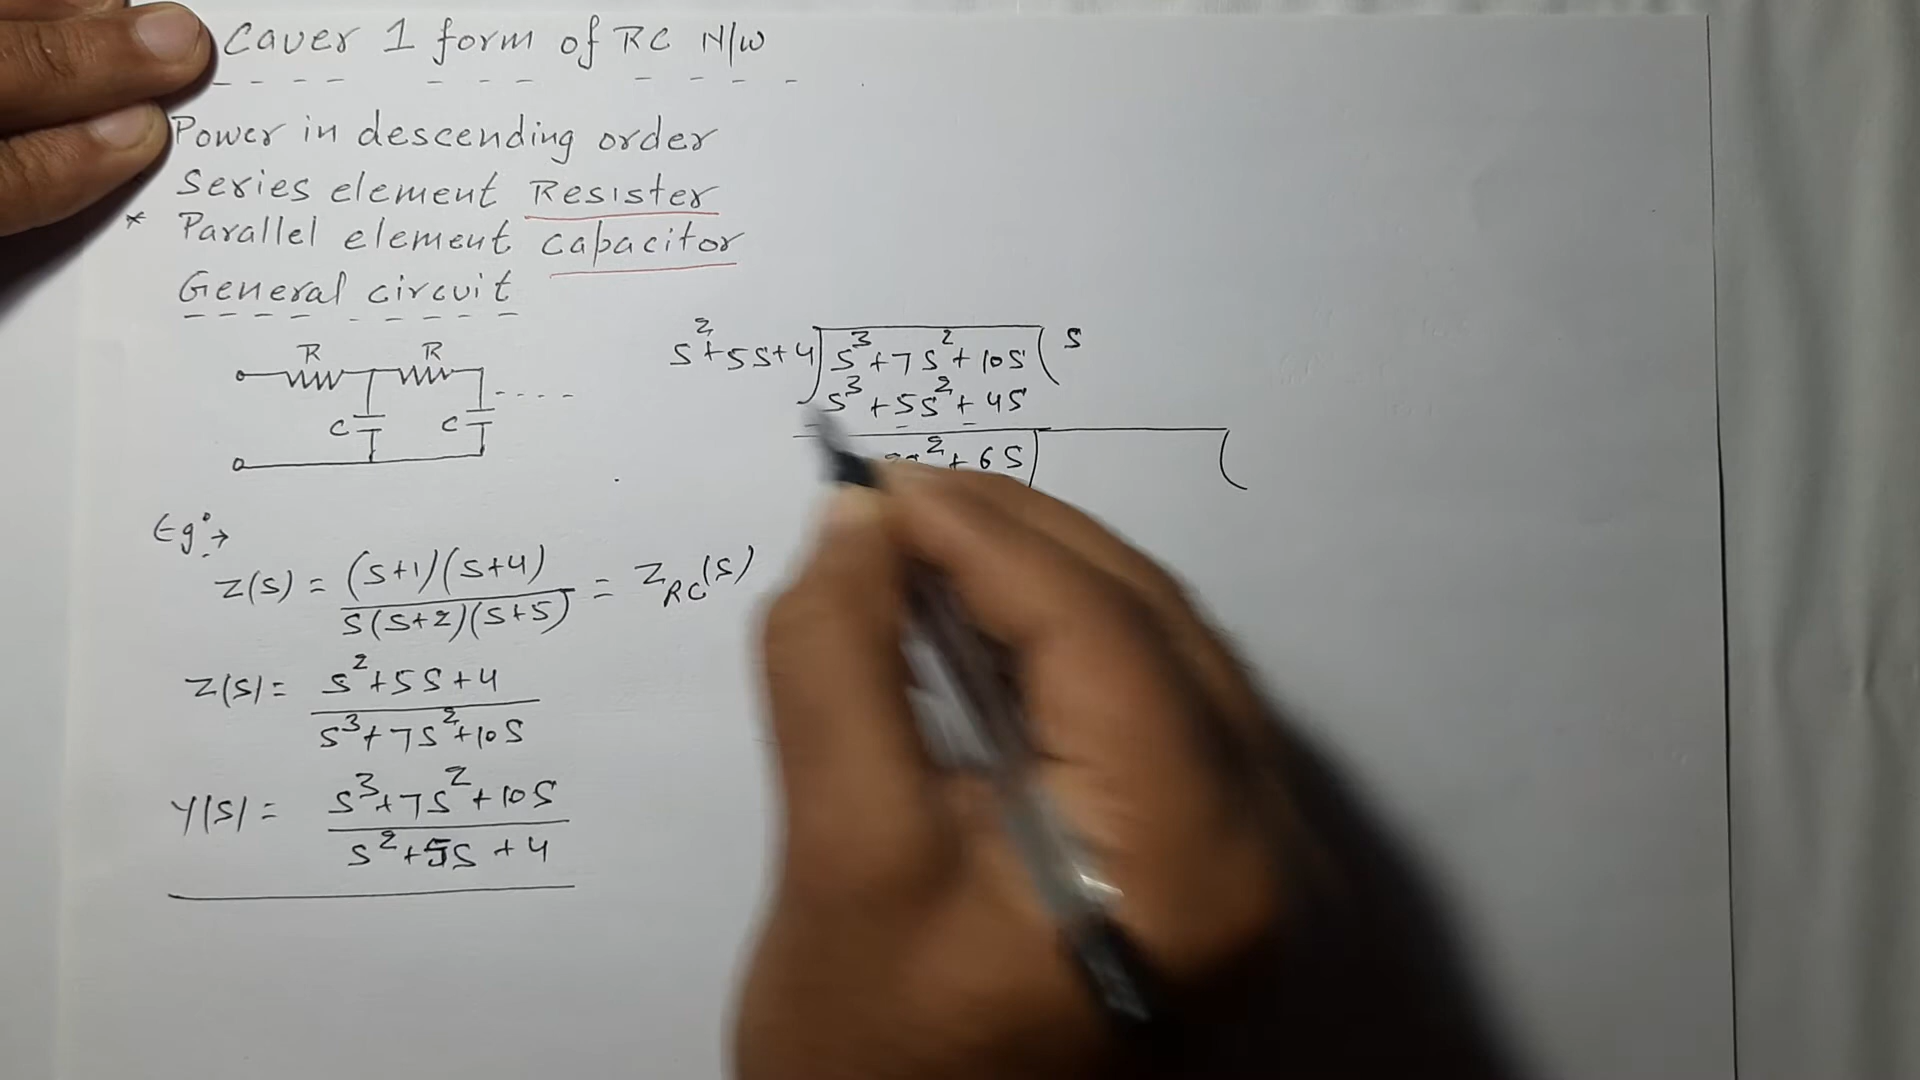 Cauer 1 form of RC N/W
Power in descending order
Series element Resister
* Parallel element Capacitor
General circuit
R R
C C
s²+5s+4) s³+7s²+10s ( s
s³+5s²+4s
s²+6s
Eg:→
Z(s) = (s+1)(s+4) / s(s+2)(s+5) = Z_RC(s)
Z(s) = s²+5s+4 / s³+7s²+10s
Y(s) = s³+7s²+10s / s²+5s+4